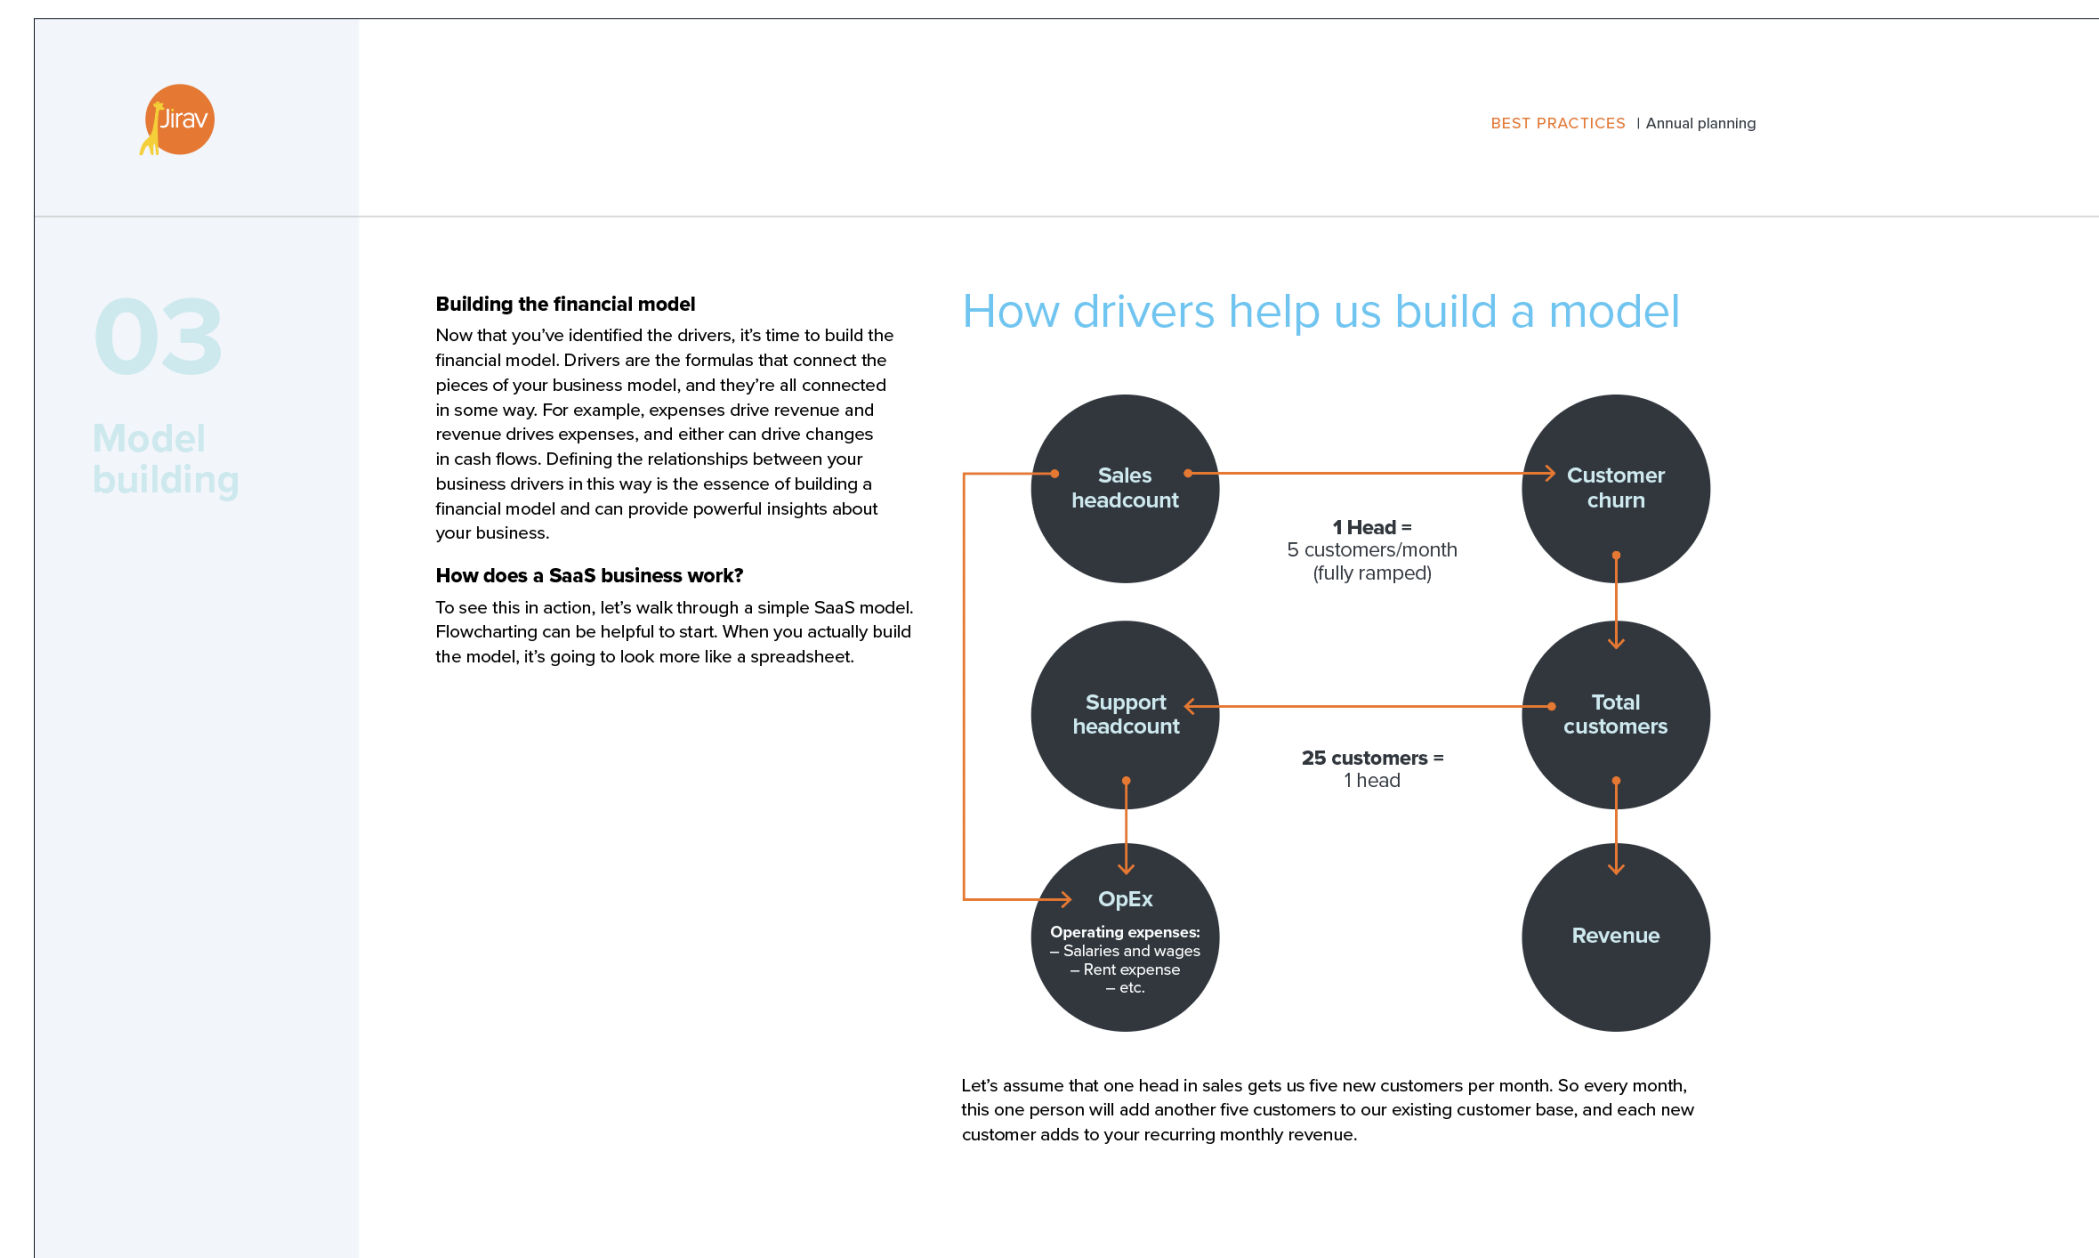 Jirav
BEST PRACTICES | Annual planning
03
Model
building
Building the financial model
Now that you’ve identified the drivers, it’s time to build the
financial model. Drivers are the formulas that connect the
pieces of your business model, and they’re all connected
in some way. For example, expenses drive revenue and
revenue drives expenses, and either can drive changes
in cash flows. Defining the relationships between your
business drivers in this way is the essence of building a
financial model and can provide powerful insights about
your business.
How does a SaaS business work?
To see this in action, let’s walk through a simple SaaS model.
Flowcharting can be helpful to start. When you actually build
the model, it’s going to look more like a spreadsheet.
How drivers help us build a model
Sales
headcount
1 Head =
5 customers/month
(fully ramped)
Customer
churn
Support
headcount
25 customers =
1 head
Total
customers
OpEx
Operating expenses:
– Salaries and wages
– Rent expense
– etc.
Revenue
Let’s assume that one head in sales gets us five new customers per month. So every month,
this one person will add another five customers to our existing customer base, and each new
customer adds to your recurring monthly revenue.